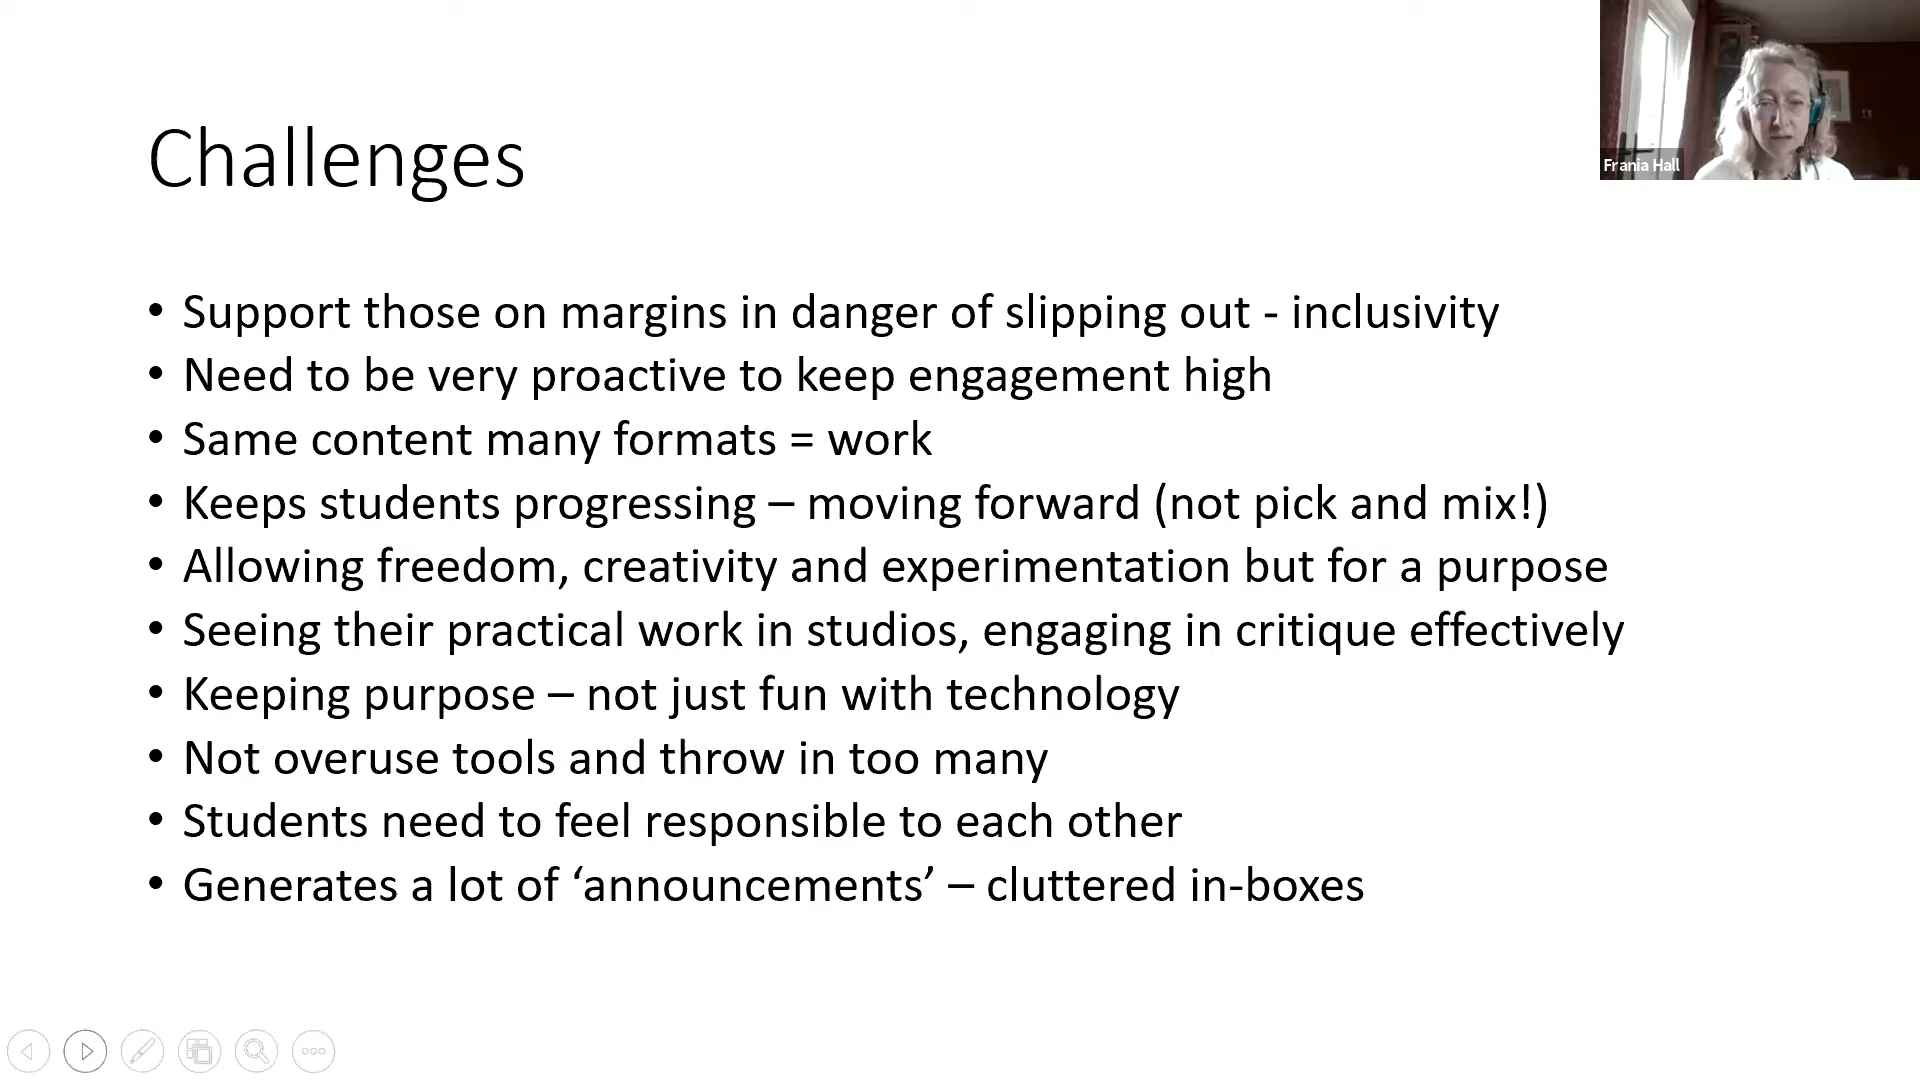 Challenges
Frania Hall
• Support those on margins in danger of slipping out - inclusivity
• Need to be very proactive to keep engagement high
• Same content many formats = work
• Keeps students progressing – moving forward (not pick and mix!)
• Allowing freedom, creativity and experimentation but for a purpose
• Seeing their practical work in studios, engaging in critique effectively
• Keeping purpose – not just fun with technology
• Not overuse tools and throw in too many
• Students need to feel responsible to each other
• Generates a lot of ‘announcements’ – cluttered in-boxes